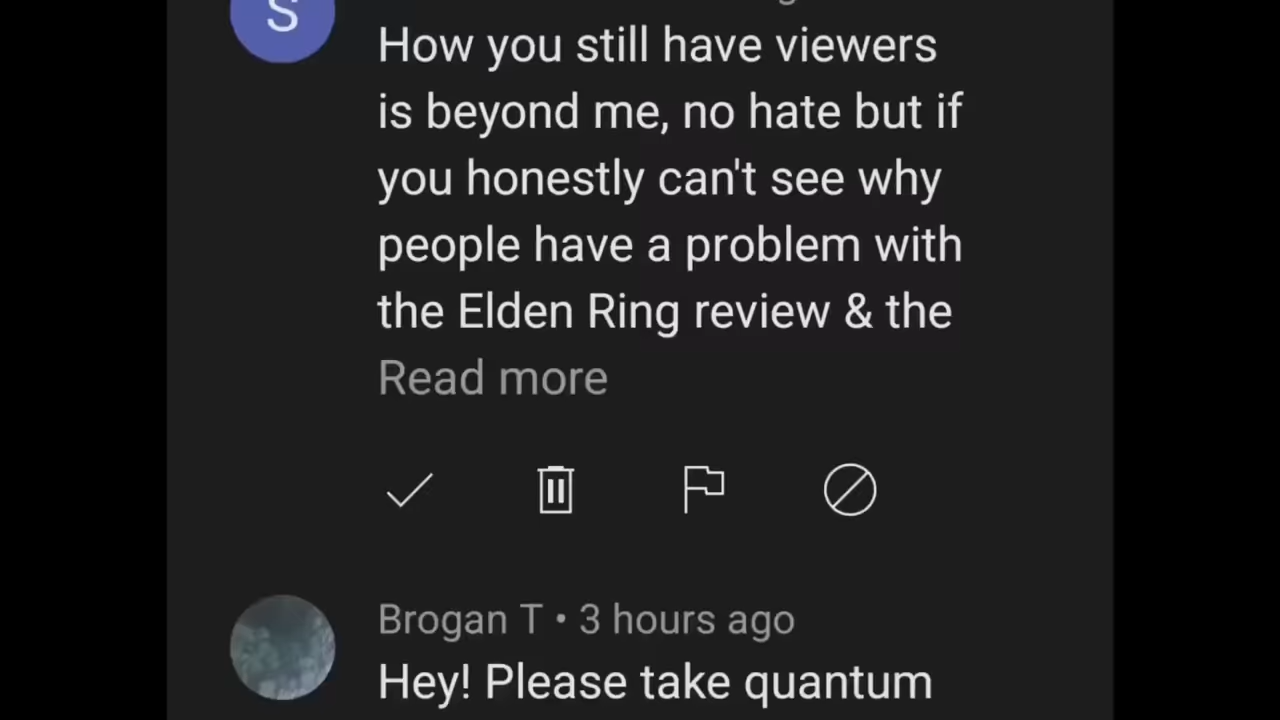 S
How you still have viewers
is beyond me, no hate but if
you honestly can't see why
people have a problem with
the Elden Ring review & the
Read more
Brogan T • 3 hours ago
Hey! Please take quantum